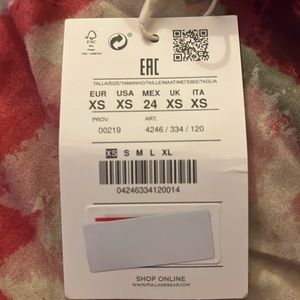 FSC
EAC
TALLA/SIZE/TAMANHO/TAILLE/MAAT/ΜΕΓΕΘΟΣ/TAGLIA
EUR USA MEX UK ITA
XS XS 24 XS XS
PROV. ART.
00219 4246 / 334 / 120
XS S M L XL
04246334120014
SHOP ONLINE
WWW.PULLANDBEAR.COM